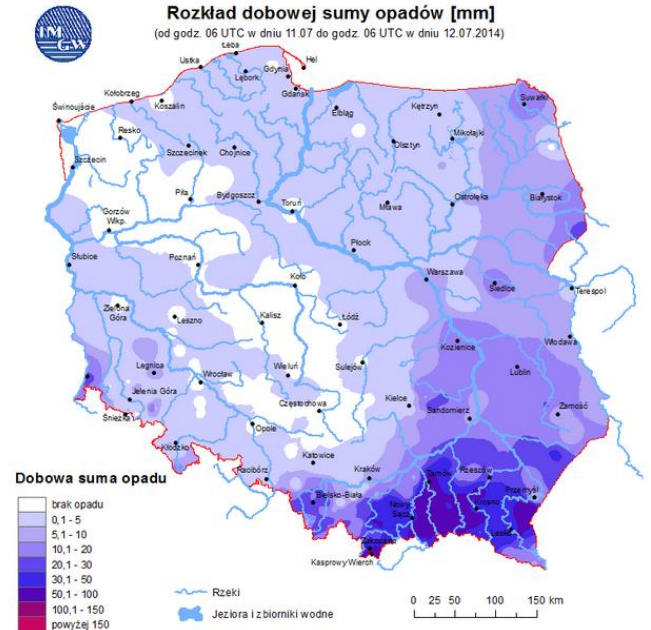 IMGW
Rozkład dobowej sumy opadów [mm]
(od godz. 06 UTC w dniu 11.07 do godz. 06 UTC w dniu 12.07.2014)
Łeba
Hel
Ustka
Lębork
Gdynia
Gdańsk
Kołobrzeg
Koszalin
Świnoujście
Elbląg
Kętrzyn
Suwałki
Resko
Szczecinek
Chojnice
Olsztyn
Mikołajki
Szczecin
Piła
Bydgoszcz
Toruń
Mława
Ostrołęka
Białystok
Gorzów
Wlkp.
Płock
Słubice
Poznań
Koło
Warszawa
Siedlce
Terespol
Zielona
Góra
Leszno
Kalisz
Łódź
Kozienice
Włodawa
Legnica
Wrocław
Wieluń
Sulejów
Lublin
Jelenia Góra
Częstochowa
Kielce
Sandomierz
Zamość
Śnieżka
Kłodzko
Opole
Racibórz
Katowice
Kraków
Tarnów
Rzeszów
Przemyśl
Bielsko-Biała
Nowy
Sącz
Krosno
Lesko
Zakopane
Kasprowy Wierch
Dobowa suma opadu
brak opadu
0,1 - 5
5,1 - 10
10,1 - 20
20,1 - 30
30,1 - 50
50,1 - 100
100,1 - 150
powyżej 150
Rzeki
Jeziora i zbiorniki wodne
0 25 50 100 150 km